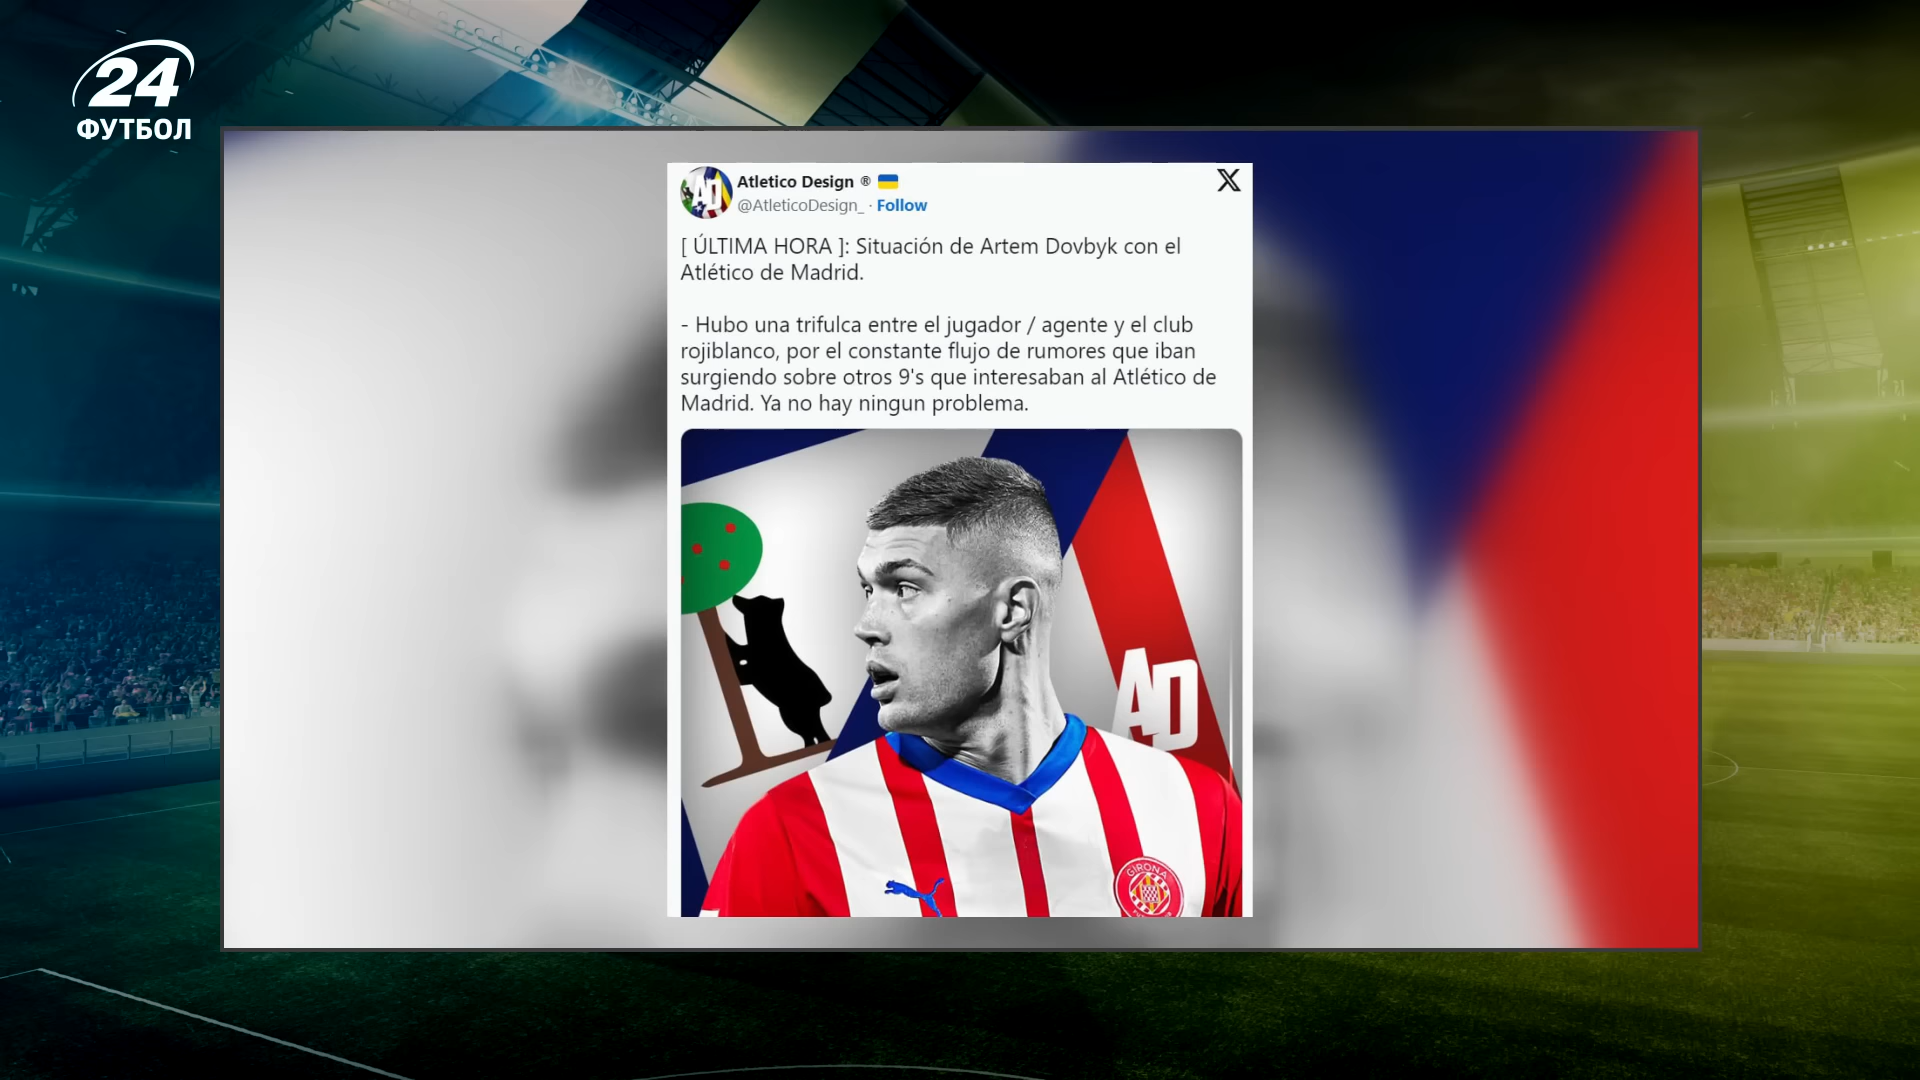 24
ФУТБОЛ
Atletico Design ®
@AtleticoDesign_ · Follow
[ ÚLTIMA HORA ]: Situación de Artem Dovbyk con el
Atlético de Madrid.
- Hubo una trifulca entre el jugador / agente y el club
rojiblanco, por el constante flujo de rumores que iban
surgiendo sobre otros 9's que interesaban al Atlético de
Madrid. Ya no hay ningun problema.
AD
GIRONA